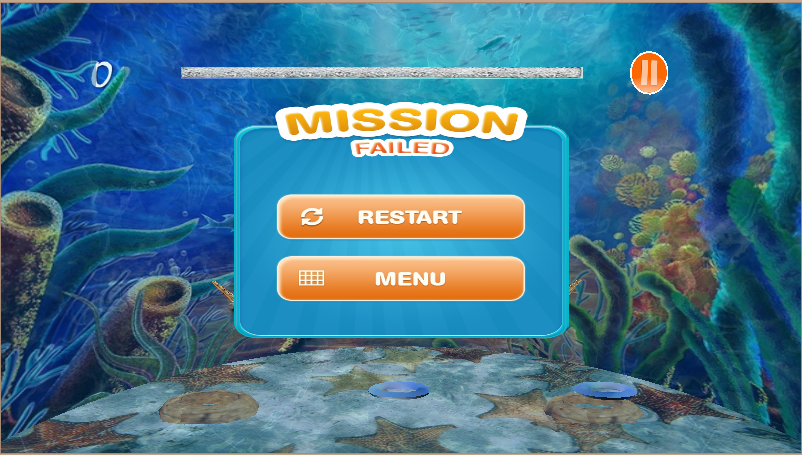 0
MISSION
FAILED
RESTART
MENU